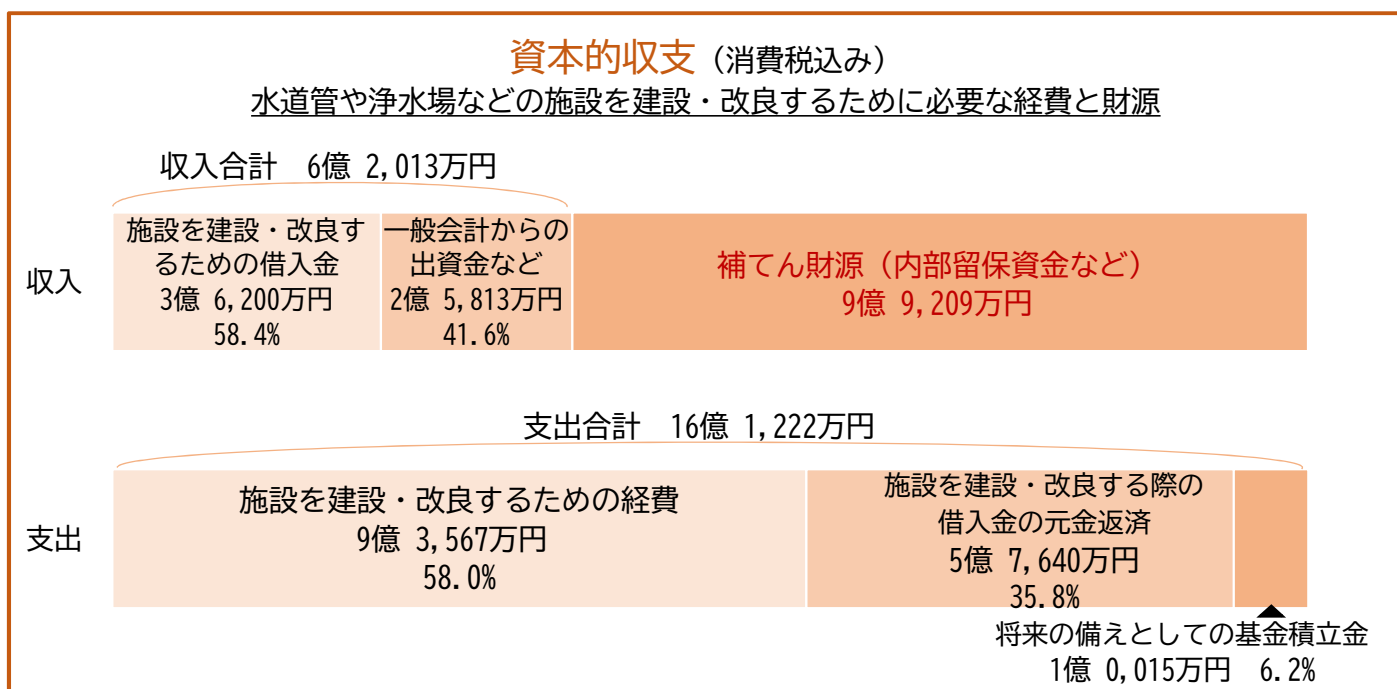 資本的収支（消費税込み）
水道管や浄水場などの施設を建設・改良するために必要な経費と財源
収入合計　6億 2,013万円
収入
施設を建設・改良す
るための借入金
3億 6,200万円
58.4%
一般会計からの
出資金など
2億 5,813万円
41.6%
補てん財源（内部留保資金など）
9億 9,209万円
支出合計　16億 1,222万円
支出
施設を建設・改良するための経費
9億 3,567万円
58.0%
施設を建設・改良する際の
借入金の元金返済
5億 7,640万円
35.8%
将来の備えとしての基金積立金
1億 0,015万円　6.2%